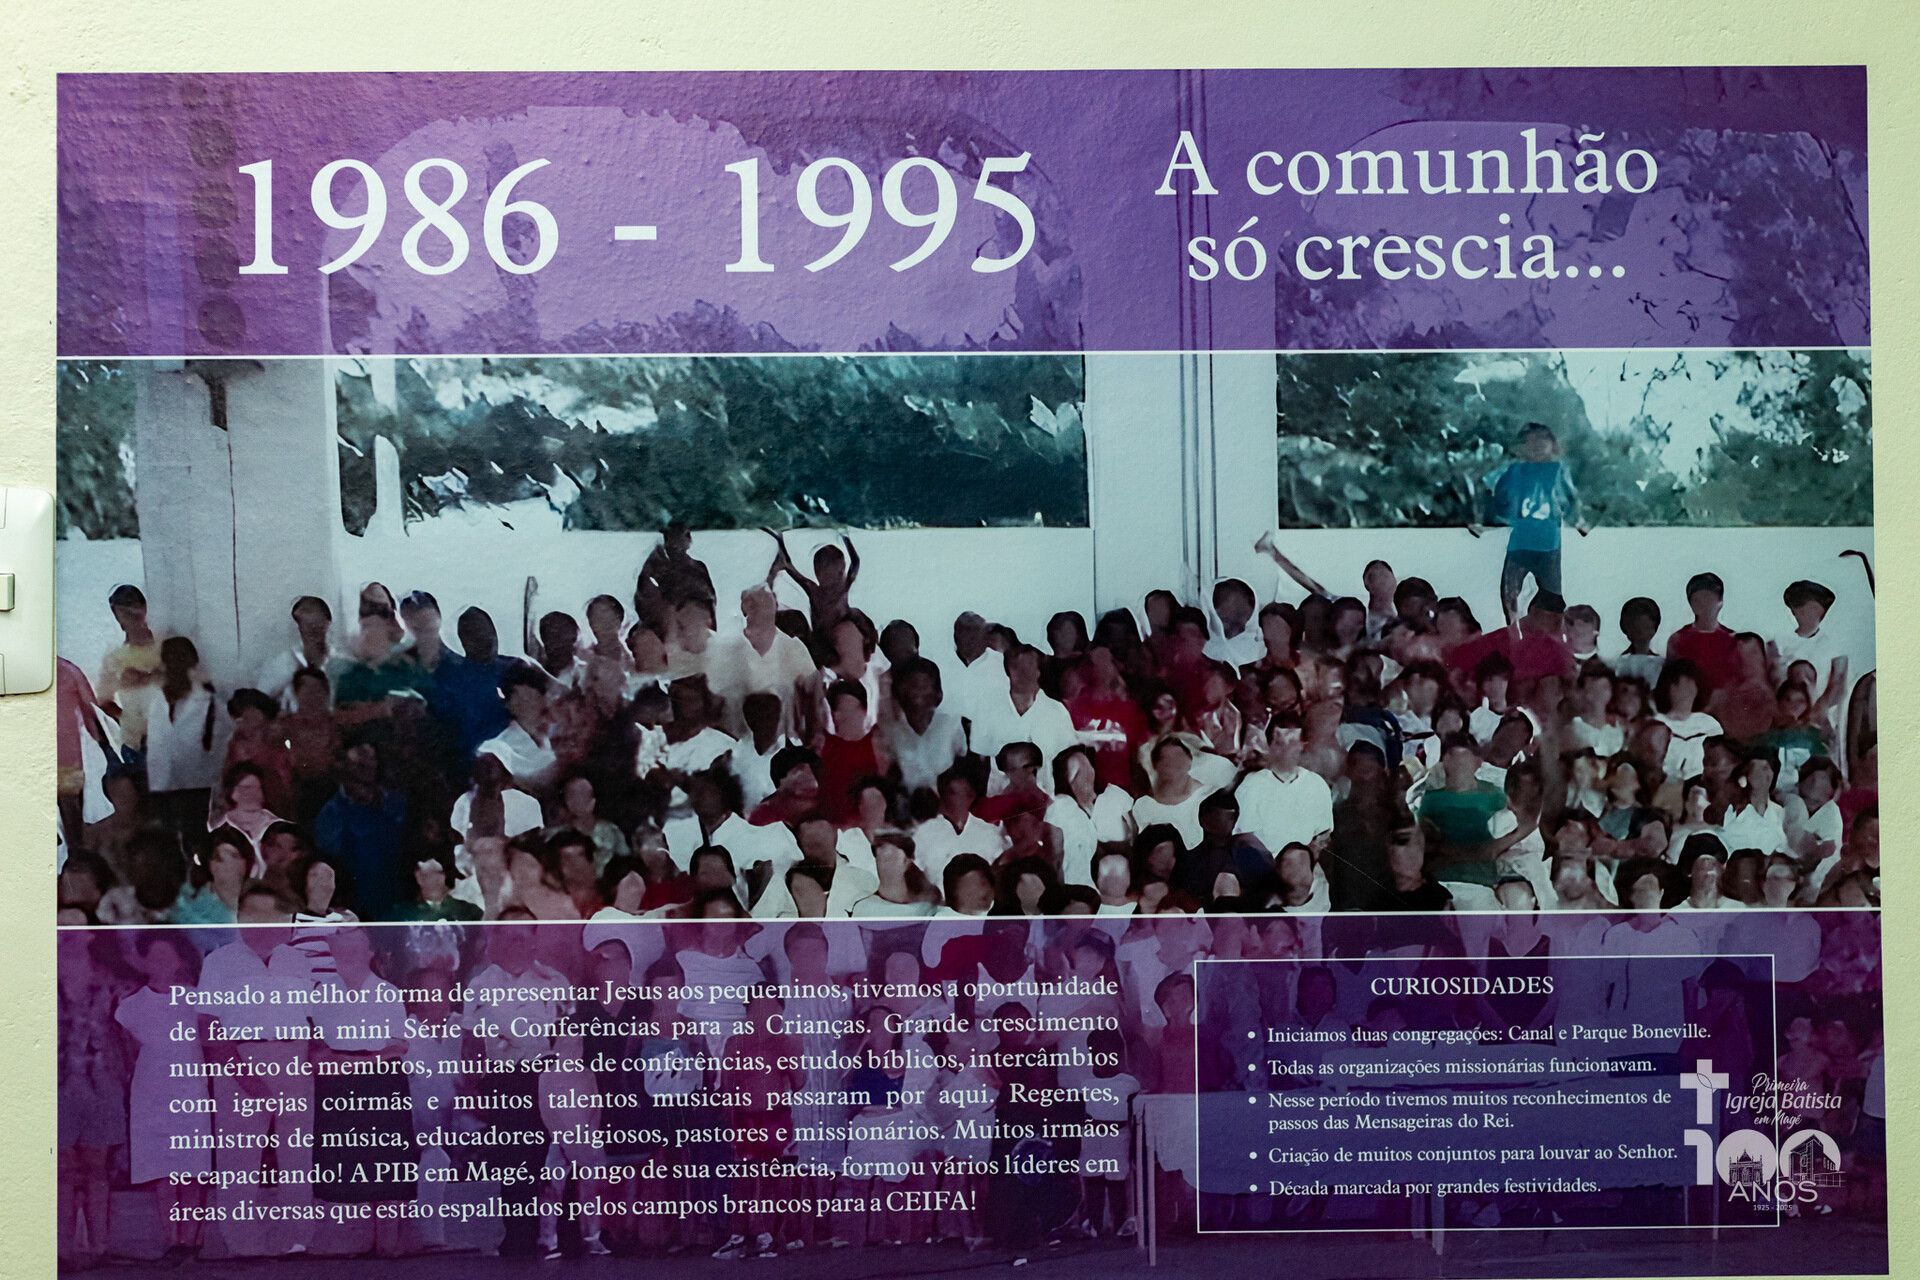 1986 - 1995
A comunhão
só crescia...
Pensado a melhor forma de apresentar Jesus aos pequeninos, tivemos a oportunidade
de fazer uma mini Série de Conferências para as Crianças. Grande crescimento
numérico de membros, muitas séries de conferências, estudos bíblicos, intercâmbios
com igrejas coirmãs e muitos talentos musicais passaram por aqui. Regentes,
ministros de música, educadores religiosos, pastores e missionários. Muitos irmãos
se capacitando! A PIB em Magé, ao longo de sua existência, formou vários líderes em
áreas diversas que estão espalhados pelos campos brancos para a CEIFA!
CURIOSIDADES
• Iniciamos duas congregações: Canal e Parque Boneville.
• Todas as organizações missionárias funcionavam.
• Nesse período tivemos muitos reconhecimentos de
passos das Mensageiras do Rei.
• Criação de muitos conjuntos para louvar ao Senhor.
• Década marcada por grandes festividades.
Primeira
Igreja Batista
em Magé
100
ANOS
1925 - 2025